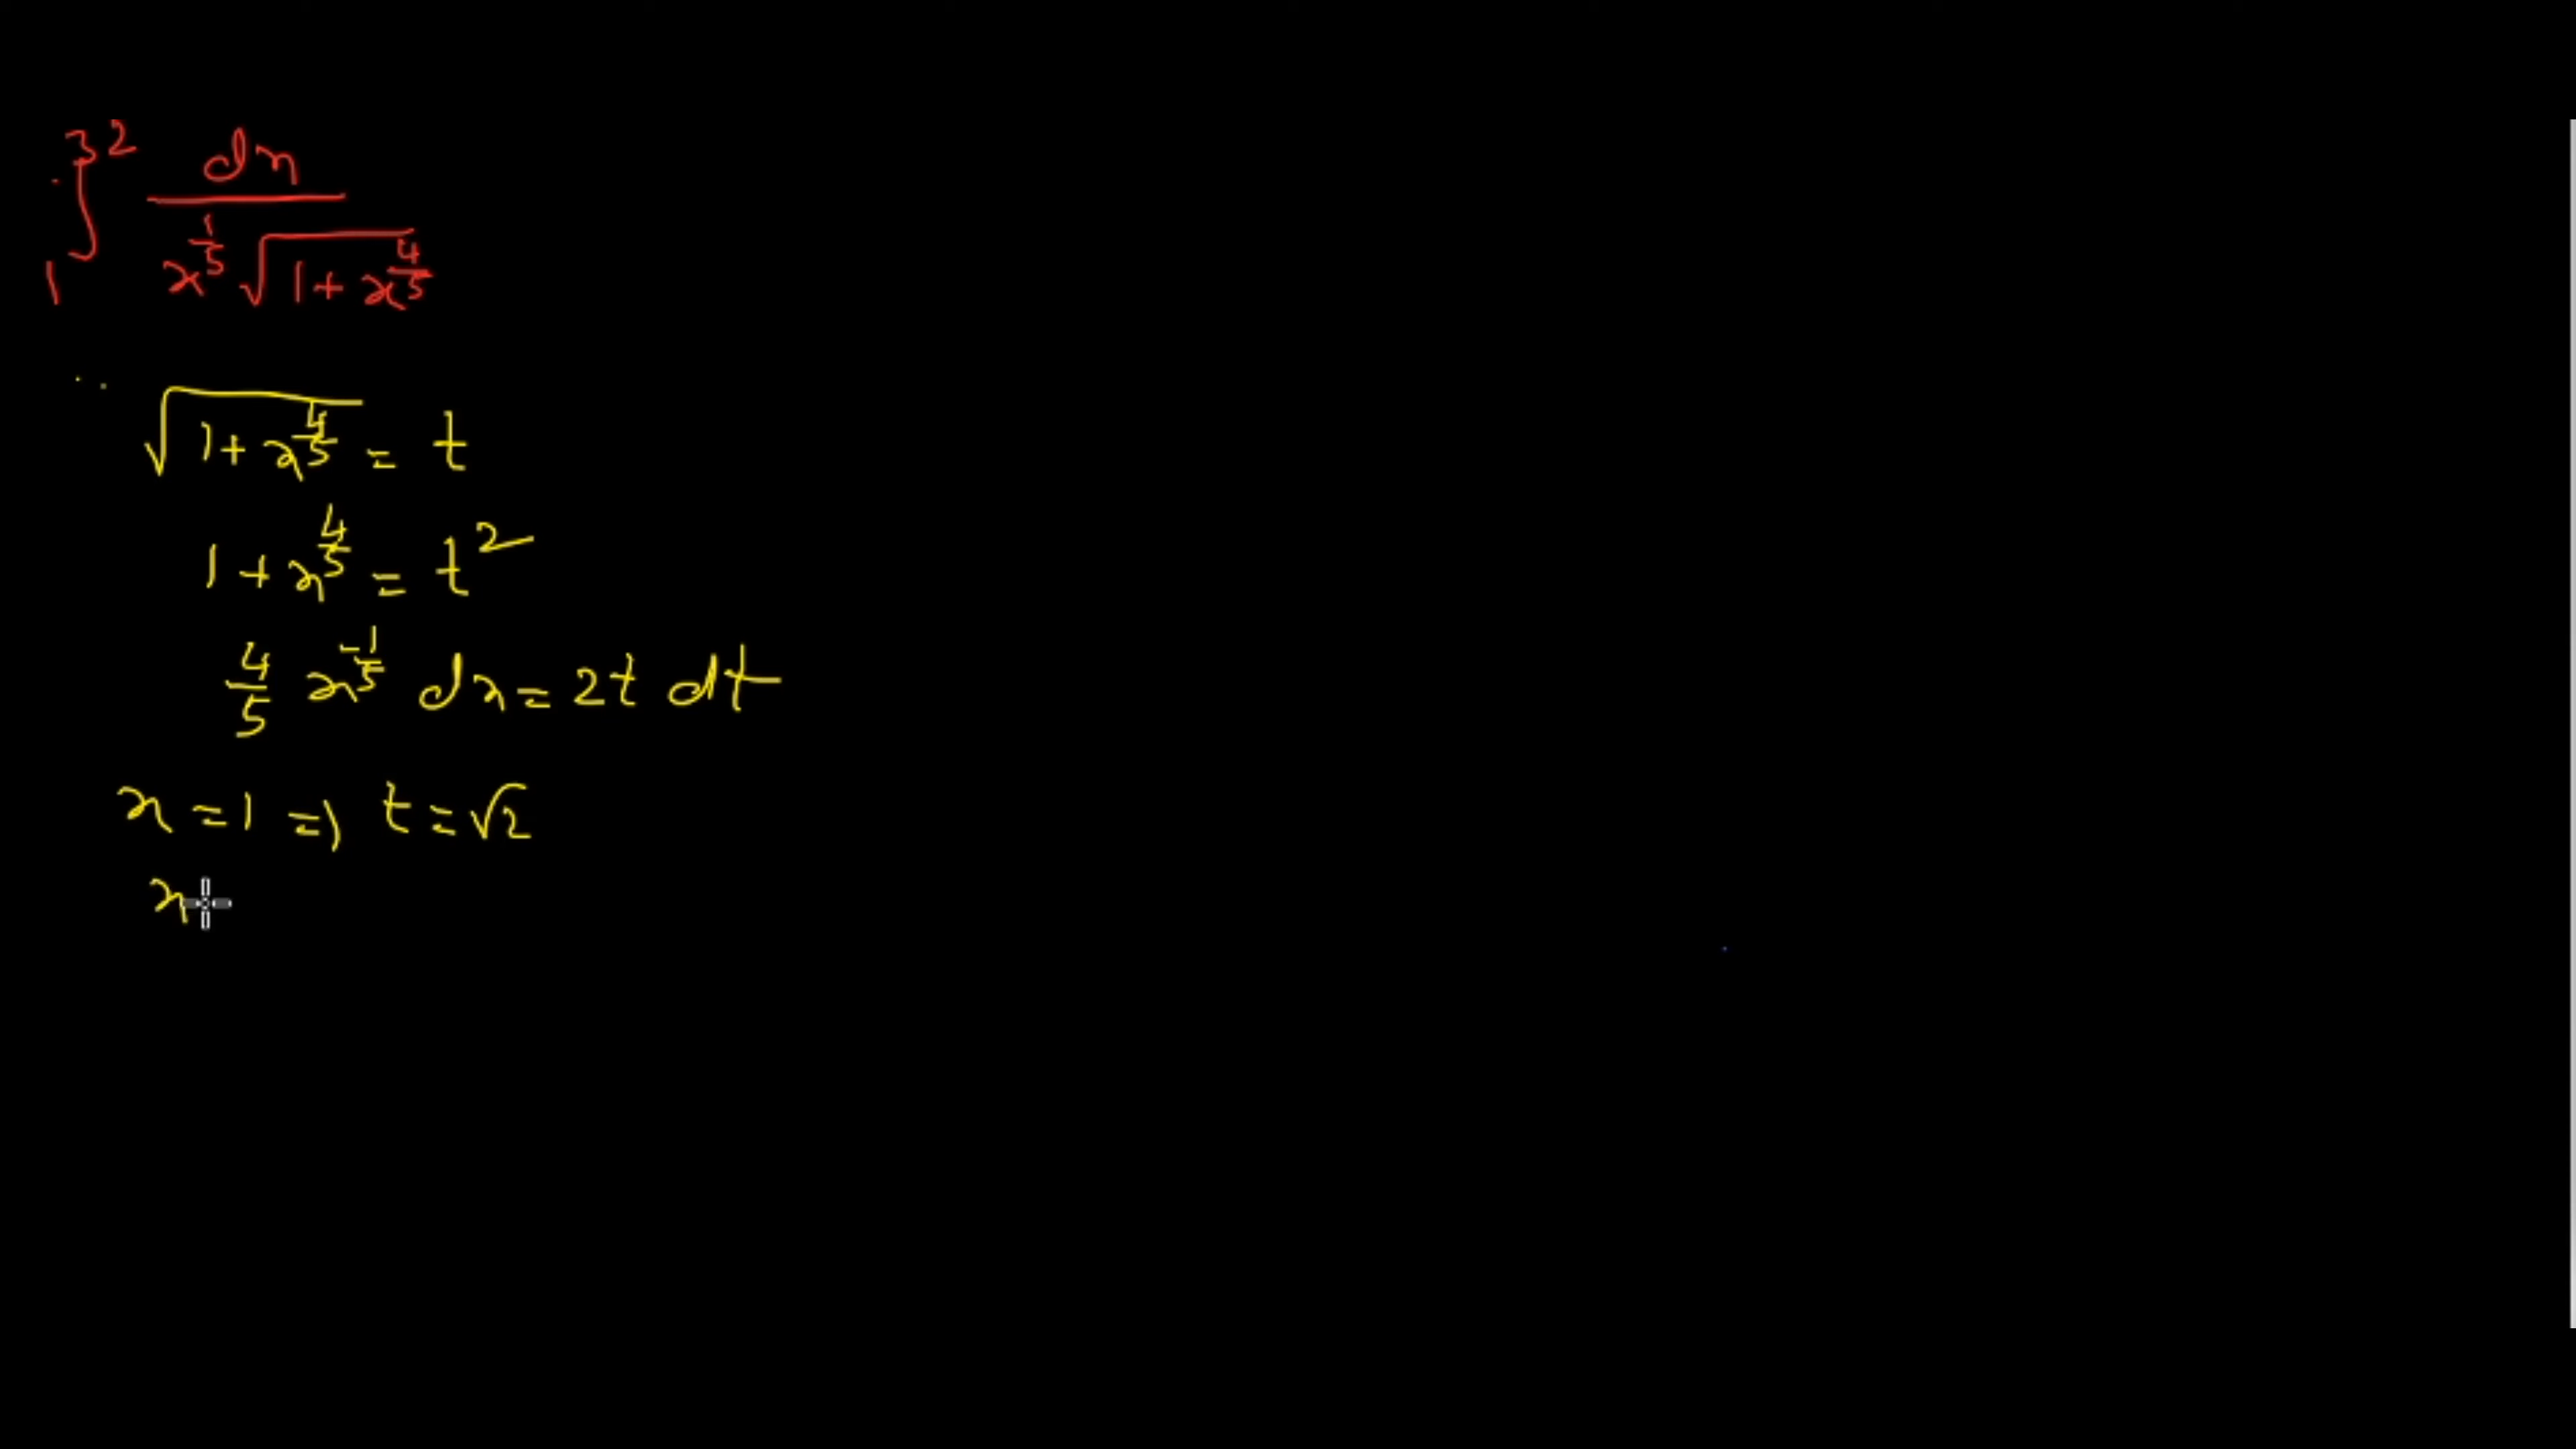 ∫₁³² dx / (x^(1/5) √(1 + x^(4/5)))
√(1 + x^(4/5)) = t
1 + x^(4/5) = t²
4/5 x^(-1/5) dx = 2t dt
x = 1 ⇒ t = √2
x